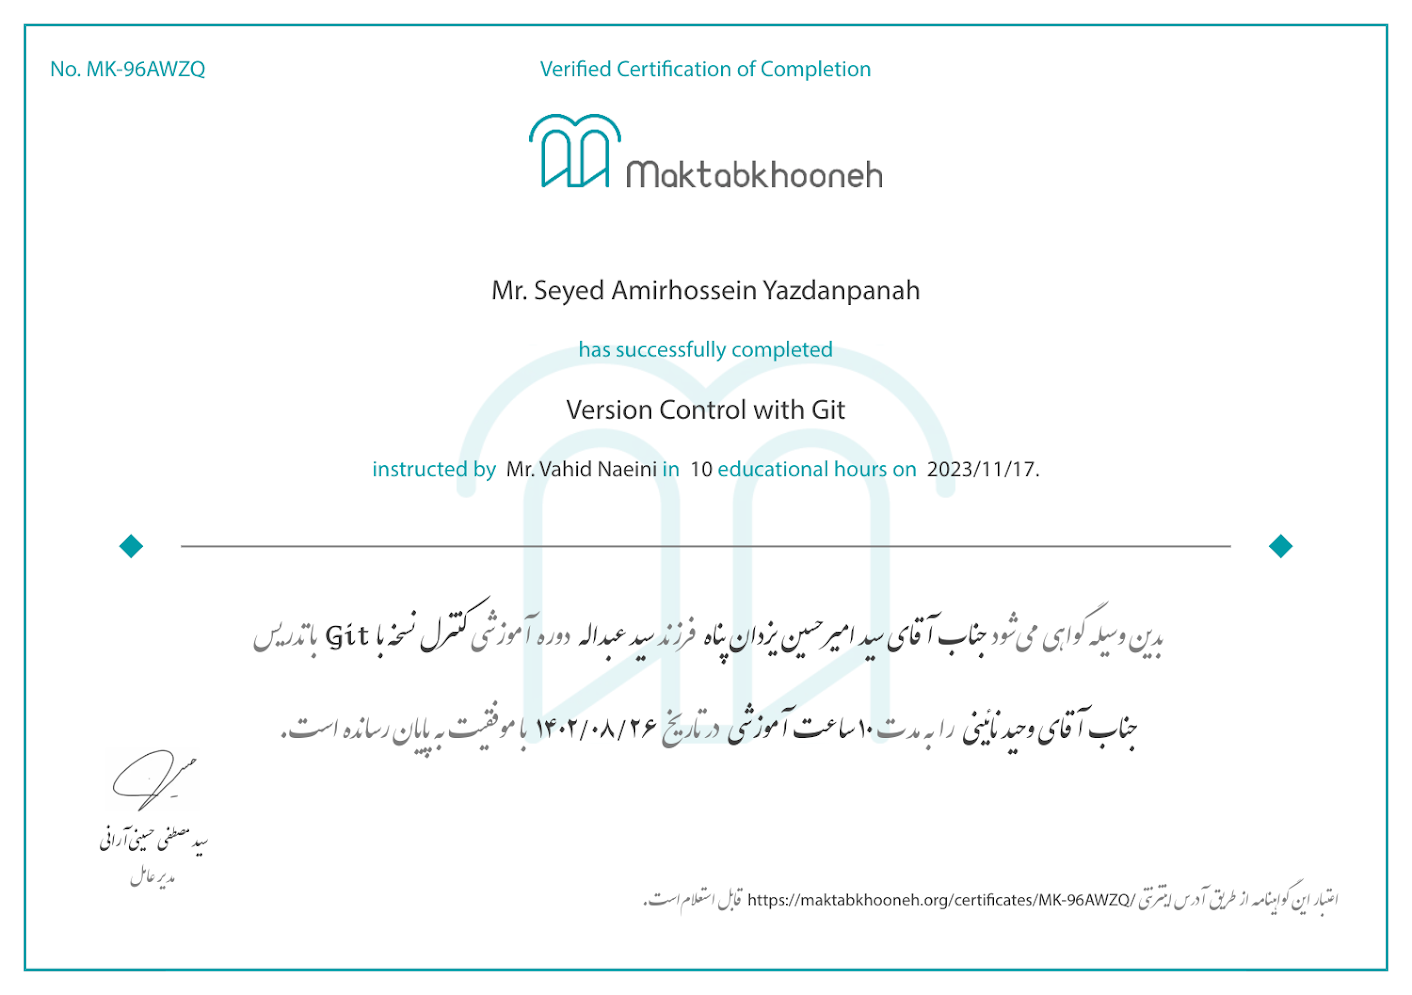 No. MK-96AWZQ
Verified Certification of Completion
Maktabkhooneh
Mr. Seyed Amirhossein Yazdanpanah
has successfully completed
Version Control with Git
instructed by Mr. Vahid Naeini in 10 educational hours on 2023/11/17.
بدین وسیله گواهی می‌شود جناب آقای سید امیرحسین یزدان پناه فرزند سید عبداله دوره آموزشی کنترل نسخه با Git با تدریس
جناب آقای وحید نائینی را به مدت ۱۰ ساعت آموزشی در تاریخ ۱۴۰۲/۰۸/۲۶ با موفقیت به پایان رسانده است.
سید مصطفی حسینی آرانی
مدیر عامل
اعتبار این گواهینامه از طریق آدرس اینترنتی https://maktabkhooneh.org/certificates/MK-96AWZQ/ قابل استعلام است.